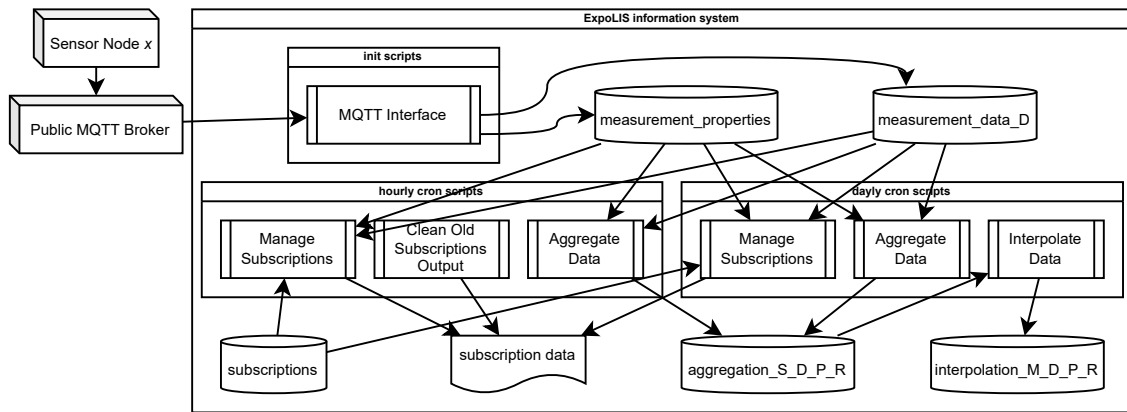 ExpoLIS information system
Sensor Node x
init scripts
Public MQTT Broker
MQTT Interface
measurement_properties
measurement_data_D
hourly cron scripts
dayly cron scripts
Manage
Subscriptions
Clean Old
Subscriptions
Output
Aggregate
Data
Manage
Subscriptions
Aggregate
Data
Interpolate
Data
subscriptions
subscription data
aggregation_S_D_P_R
interpolation_M_D_P_R